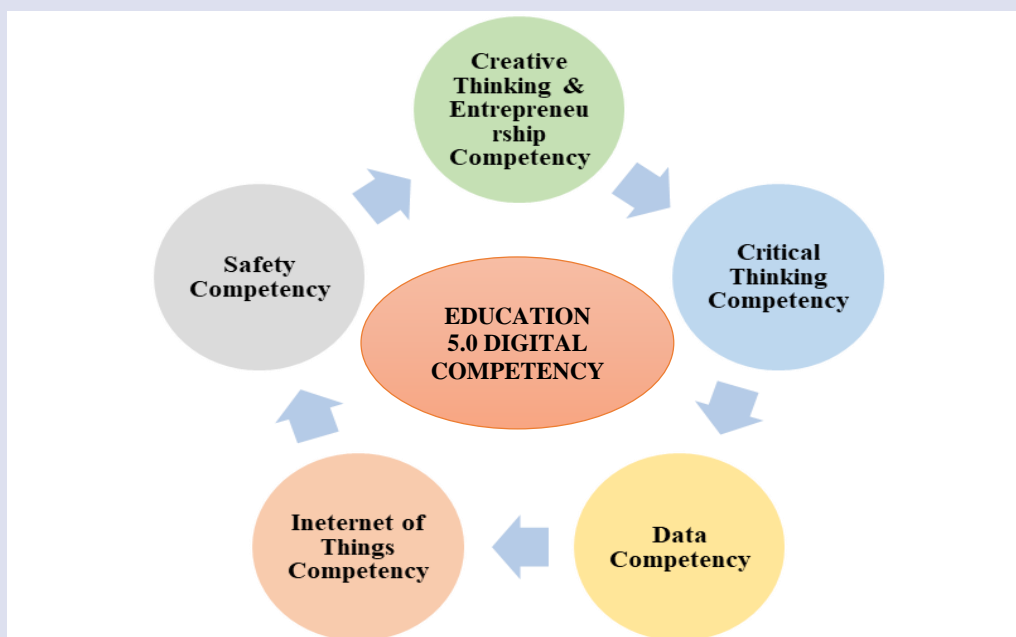 Creative
Thinking &
Entrepreneu
rship
Competency
Safety
Competency
Critical
Thinking
Competency
EDUCATION
5.0 DIGITAL
COMPETENCY
Ineternet of
Things
Competency
Data
Competency